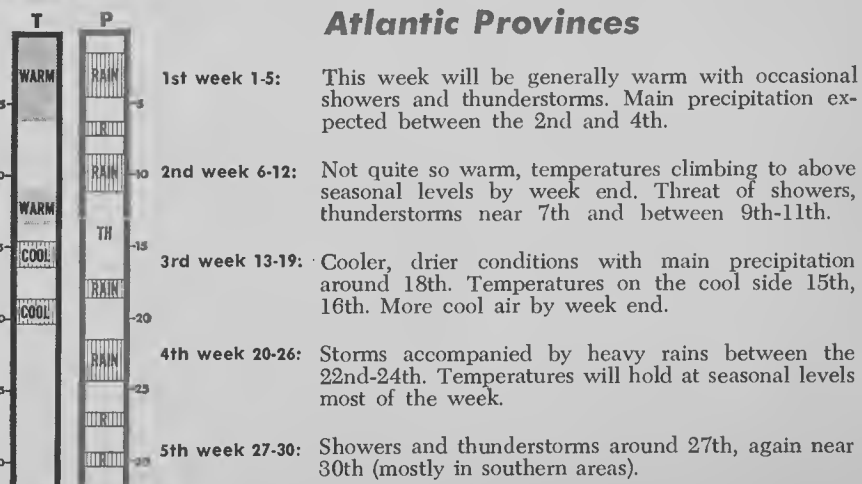 T P
Atlantic Provinces
WARM
RAIN
R
RAIN
WARM
TH
COOL
RAIN
COOL
RAIN
R
R
5
10
15
20
25
30
1st week 1-5: This week will be generally warm with occasional
showers and thunderstorms. Main precipitation ex-
pected between the 2nd and 4th.
2nd week 6-12: Not quite so warm, temperatures climbing to above
seasonal levels by week end. Threat of showers,
thunderstorms near 7th and between 9th-11th.
3rd week 13-19: Cooler, drier conditions with main precipitation
around 18th. Temperatures on the cool side 15th,
16th. More cool air by week end.
4th week 20-26: Storms accompanied by heavy rains between the
22nd-24th. Temperatures will hold at seasonal levels
most of the week.
5th week 27-30: Showers and thunderstorms around 27th, again near
30th (mostly in southern areas).